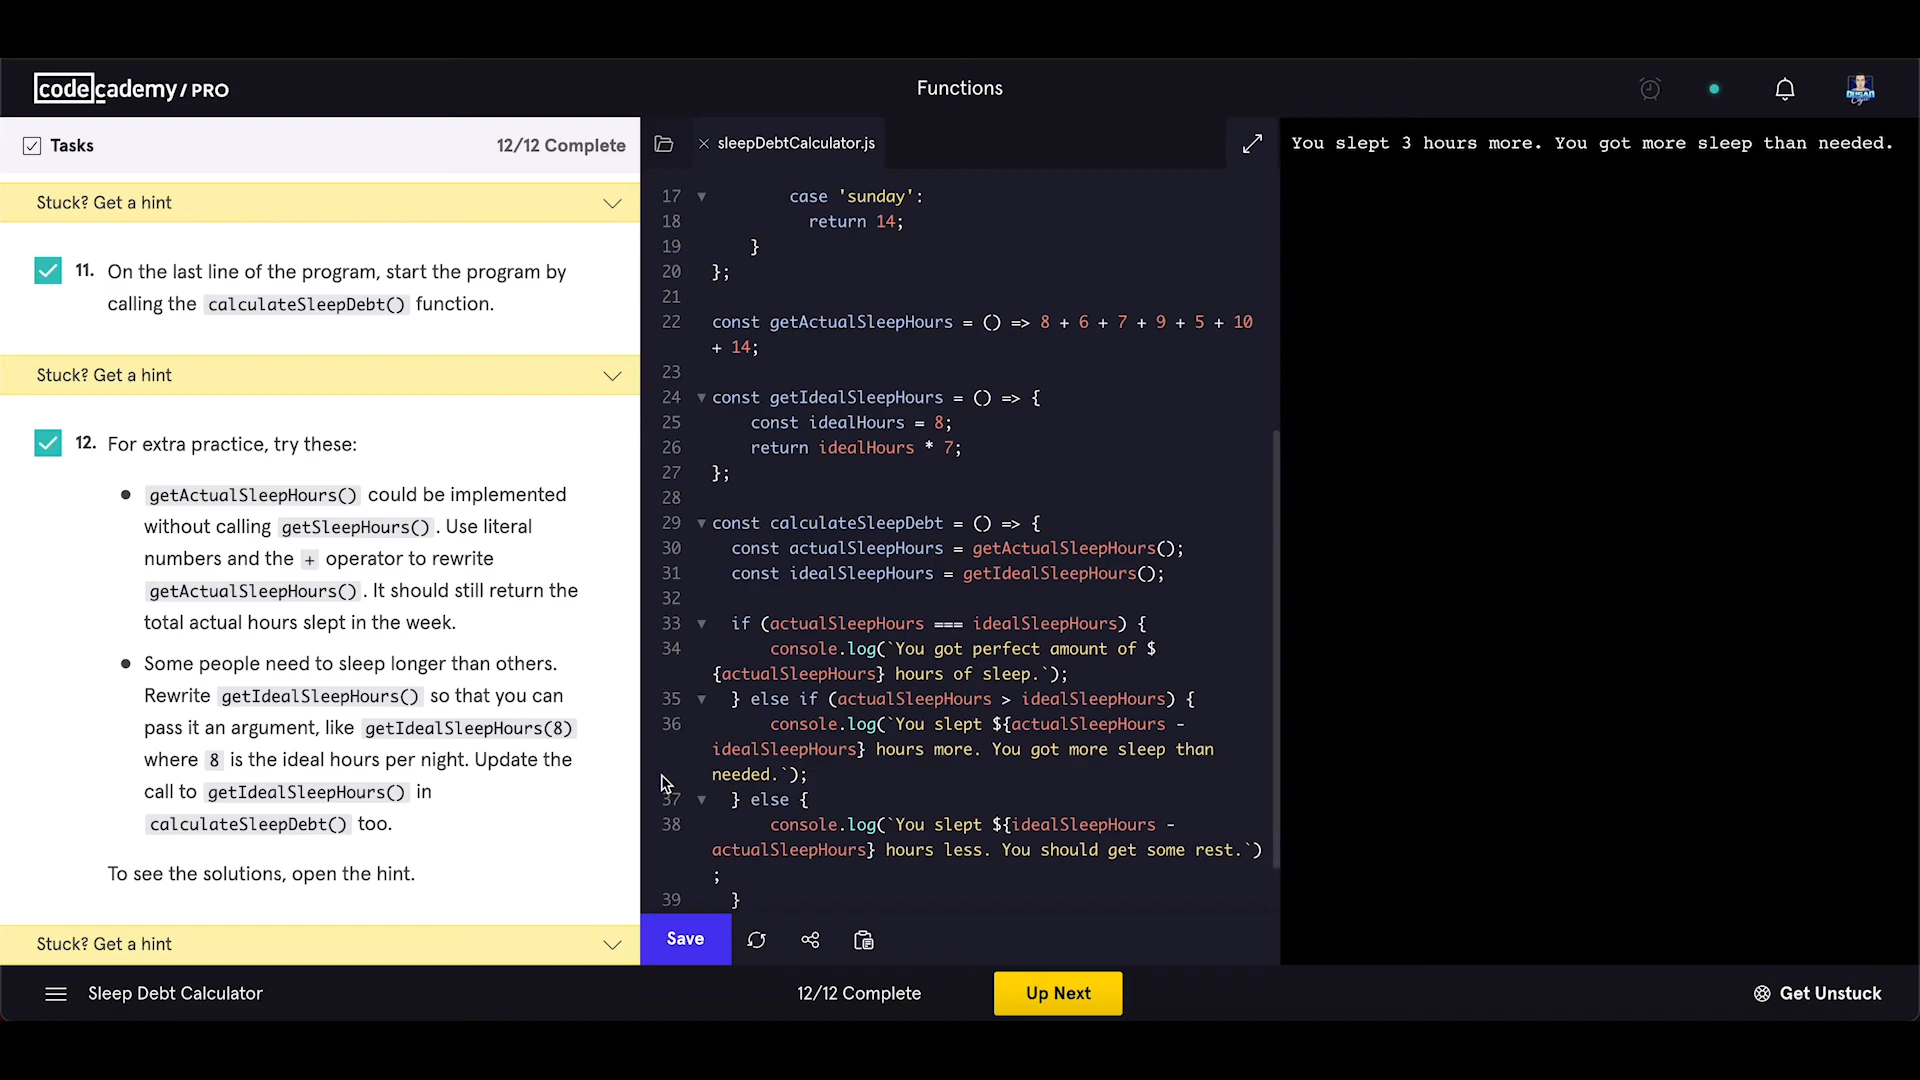 codecademy/PRO
Functions
Tasks
12/12 Complete
Stuck? Get a hint
11. On the last line of the program, start the program by
calling the calculateSleepDebt() function.
Stuck? Get a hint
12. For extra practice, try these:
● getActualSleepHours() could be implemented
without calling getSleepHours(). Use literal
numbers and the + operator to rewrite
getActualSleepHours(). It should still return the
total actual hours slept in the week.
● Some people need to sleep longer than others.
Rewrite getIdealSleepHours() so that you can
pass it an argument, like getIdealSleepHours(8)
where 8 is the ideal hours per night. Update the
call to getIdealSleepHours() in
calculateSleepDebt() too.
To see the solutions, open the hint.
Stuck? Get a hint
sleepDebtCalculator.js
17 case 'sunday':
18 return 14;
19 }
20 };
21
22 const getActualSleepHours = () => 8 + 6 + 7 + 9 + 5 + 10
+ 14;
23
24 const getIdealSleepHours = () => {
25 const idealHours = 8;
26 return idealHours * 7;
27 };
28
29 const calculateSleepDebt = () => {
30 const actualSleepHours = getActualSleepHours();
31 const idealSleepHours = getIdealSleepHours();
32
33 if (actualSleepHours === idealSleepHours) {
34 console.log(`You got perfect amount of $
{actualSleepHours} hours of sleep.`);
35 } else if (actualSleepHours > idealSleepHours) {
36 console.log(`You slept ${actualSleepHours -
idealSleepHours} hours more. You got more sleep than
needed.`);
37 } else {
38 console.log(`You slept ${idealSleepHours -
actualSleepHours} hours less. You should get some rest.`)
;
39 }
Save
You slept 3 hours more. You got more sleep than needed.
Sleep Debt Calculator
12/12 Complete
Up Next
Get Unstuck